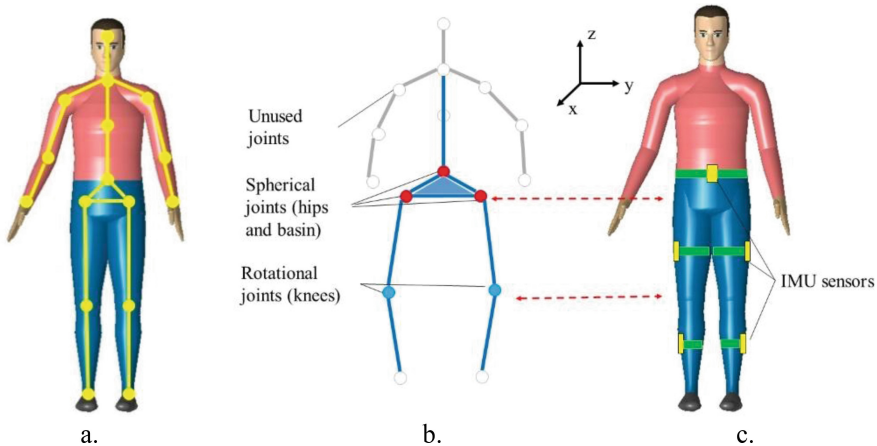 Unused
joints
Spherical
joints (hips
and basin)
Rotational
joints (knees)
z
y
x
IMU sensors
a.
b.
c.